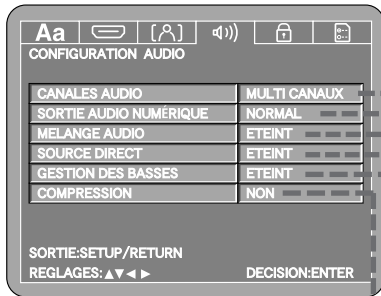 Aa
CONFIGURATION AUDIO
CANALES AUDIO MULTI CANAUX
SORTIE AUDIO NUMÉRIQUE NORMAL
MELANGE AUDIO ETEINT
SOURCE DIRECT ETEINT
GESTION DES BASSES ETEINT
COMPRESSION NON
SORTIE:SETUP/RETURN
REGLAGES:▲▼◄ ► DECISION:ENTER